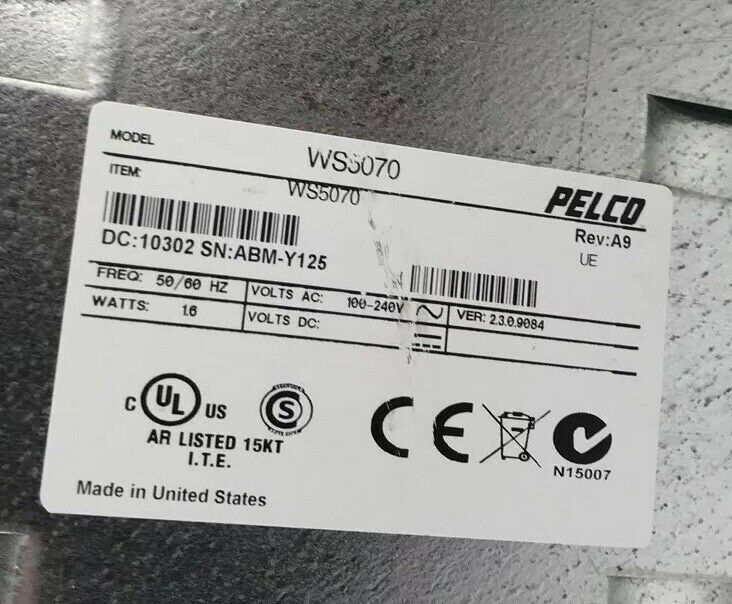 MODEL WS5070
ITEM: WS5070
PELCO
Rev:A9
UE
DC:10302 SN:ABM-Y125
FREQ: 50/60 HZ VOLTS AC: 100-240V VER: 2.3.0.9084
WATTS: 16 VOLTS DC:
C UL US
AR LISTED 15KT
I.T.E.
CE
N15007
Made in United States